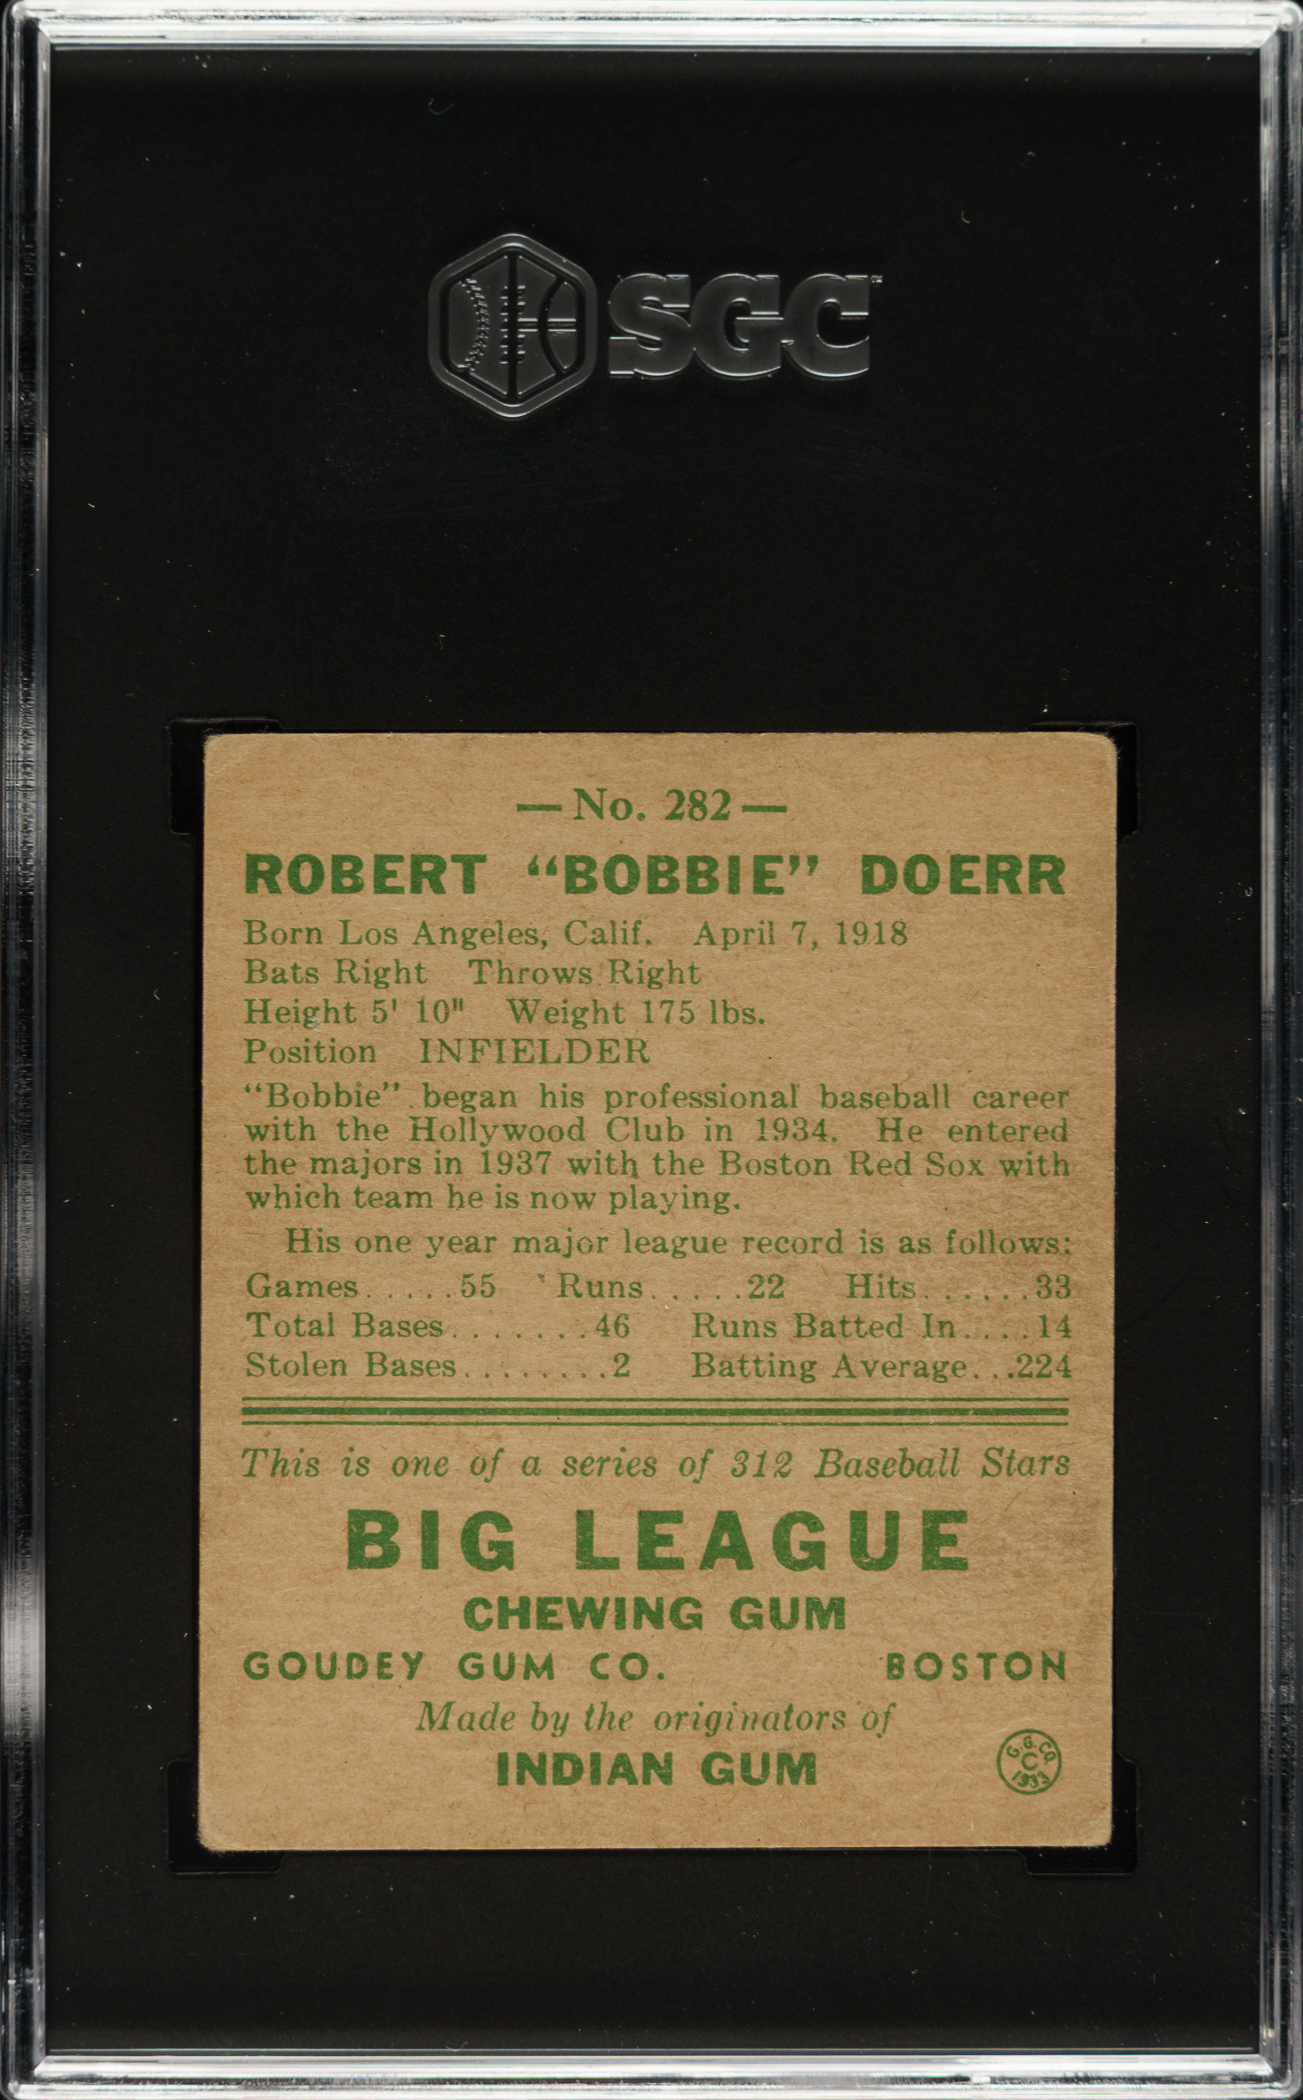 SGC™
—No. 282—
ROBERT “BOBBIE” DOERR
Born Los Angeles, Calif. April 7, 1918
Bats Right Throws Right
Height 5' 10" Weight 175 lbs.
Position INFIELDER
“Bobbie” began his professional baseball career
with the Hollywood Club in 1934. He entered
the majors in 1937 with the Boston Red Sox with
which team he is now playing.
His one year major league record is as follows:
Games.....55 Runs.....22 Hits......33
Total Bases.......46 Runs Batted In....14
Stolen Bases........2 Batting Average...224
This is one of a series of 312 Baseball Stars
BIG LEAGUE
CHEWING GUM
GOUDEY GUM CO. BOSTON
Made by the originators of
INDIAN GUM
G.G.CO.
C
1933